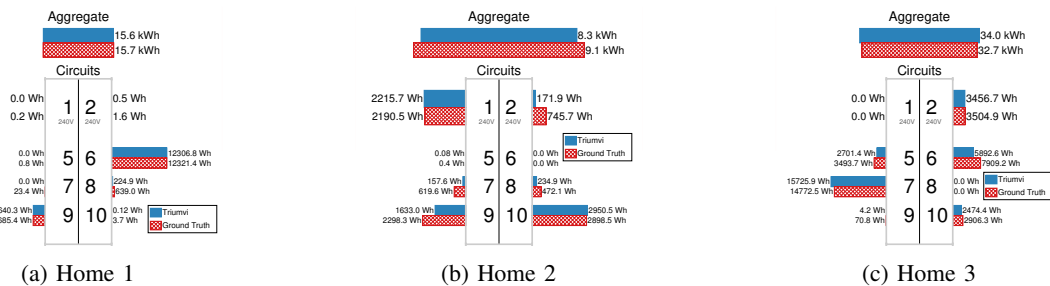 Aggregate
15.6 kWh
15.7 kWh
Circuits
0.0 Wh 1 2 0.5 Wh
0.2 Wh 240V 240V 1.6 Wh
0.0 Wh 5 6 12306.8 Wh
0.8 Wh 12321.4 Wh
0.0 Wh 7 8 224.9 Wh
23.4 Wh 639.0 Wh
640.3 Wh 9 10 0.12 Wh
685.4 Wh 3.7 Wh
Triumvi
Ground Truth
(a) Home 1
Aggregate
8.3 kWh
9.1 kWh
Circuits
2215.7 Wh 1 2 171.9 Wh
2190.5 Wh 240V 240V 745.7 Wh
Triumvi
Ground Truth
0.08 Wh 5 6 0.0 Wh
0.4 Wh 0.0 Wh
157.6 Wh 7 8 234.9 Wh
619.6 Wh 472.1 Wh
1633.0 Wh 9 10 2950.5 Wh
2298.3 Wh 2898.5 Wh
(b) Home 2
Aggregate
34.0 kWh
32.7 kWh
Circuits
0.0 Wh 1 2 3456.7 Wh
0.0 Wh 240V 240V 3504.9 Wh
2701.4 Wh 5 6 5892.6 Wh
3493.7 Wh 7909.2 Wh
15725.9 Wh 7 8 0.0 Wh
14772.5 Wh 0.0 Wh
Triumvi
Ground Truth
4.2 Wh 9 10 2474.4 Wh
70.8 Wh 2906.3 Wh
(c) Home 3